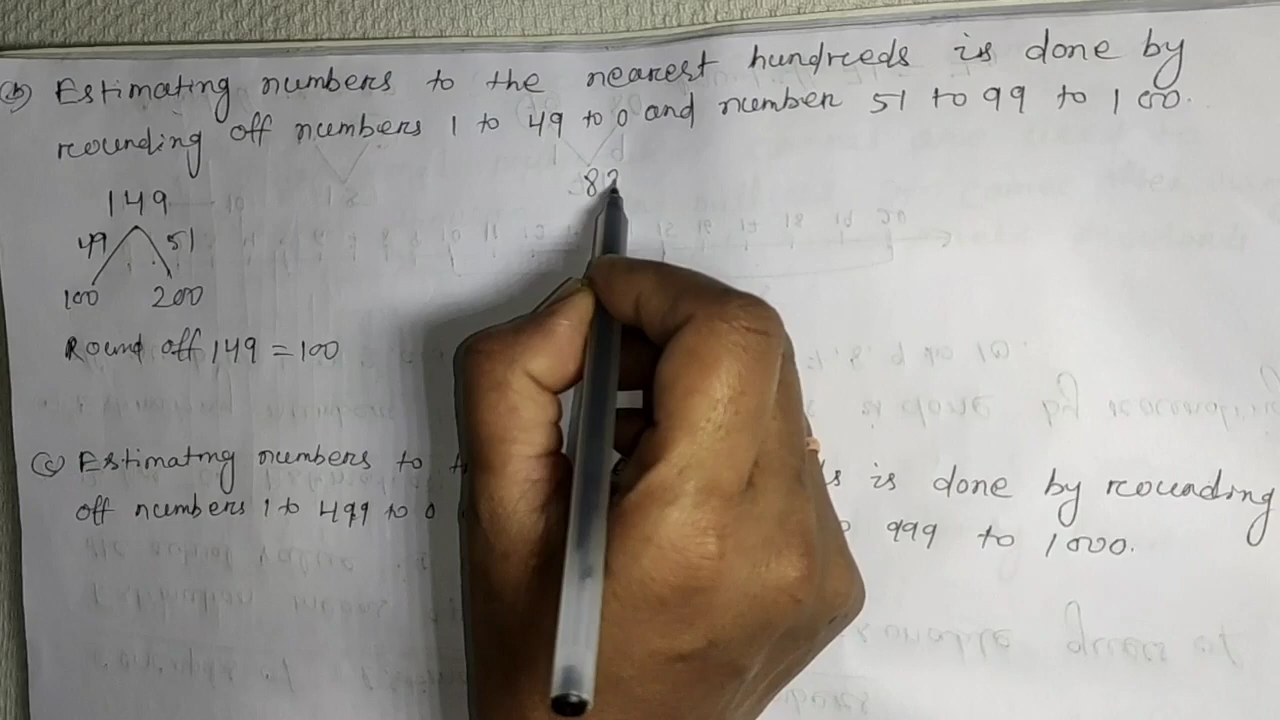 (b) Estimating numbers to the nearest hundreds is done by
rounding off numbers 1 to 49 to 0 and number 51 to 99 to 100.
149
49 51
100 200
Round off 149 = 100
(c) Estimating numbers to is done by rounding
off numbers 1 to 499 to 0 999 to 1000.